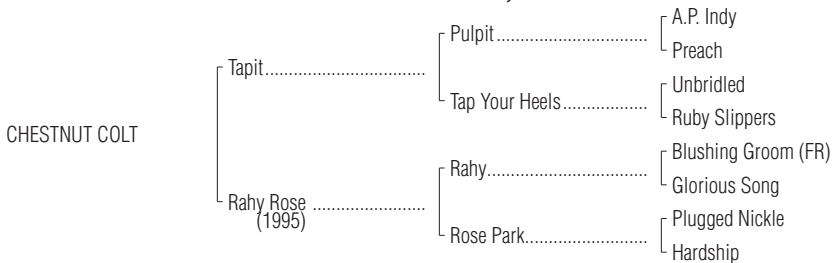 CHESTNUT COLT
Tapit
Rahy Rose
(1995)
Pulpit
Tap Your Heels
Rahy
Rose Park
A.P. Indy
Preach
Unbridled
Ruby Slippers
Blushing Groom (FR)
Glorious Song
Plugged Nickle
Hardship